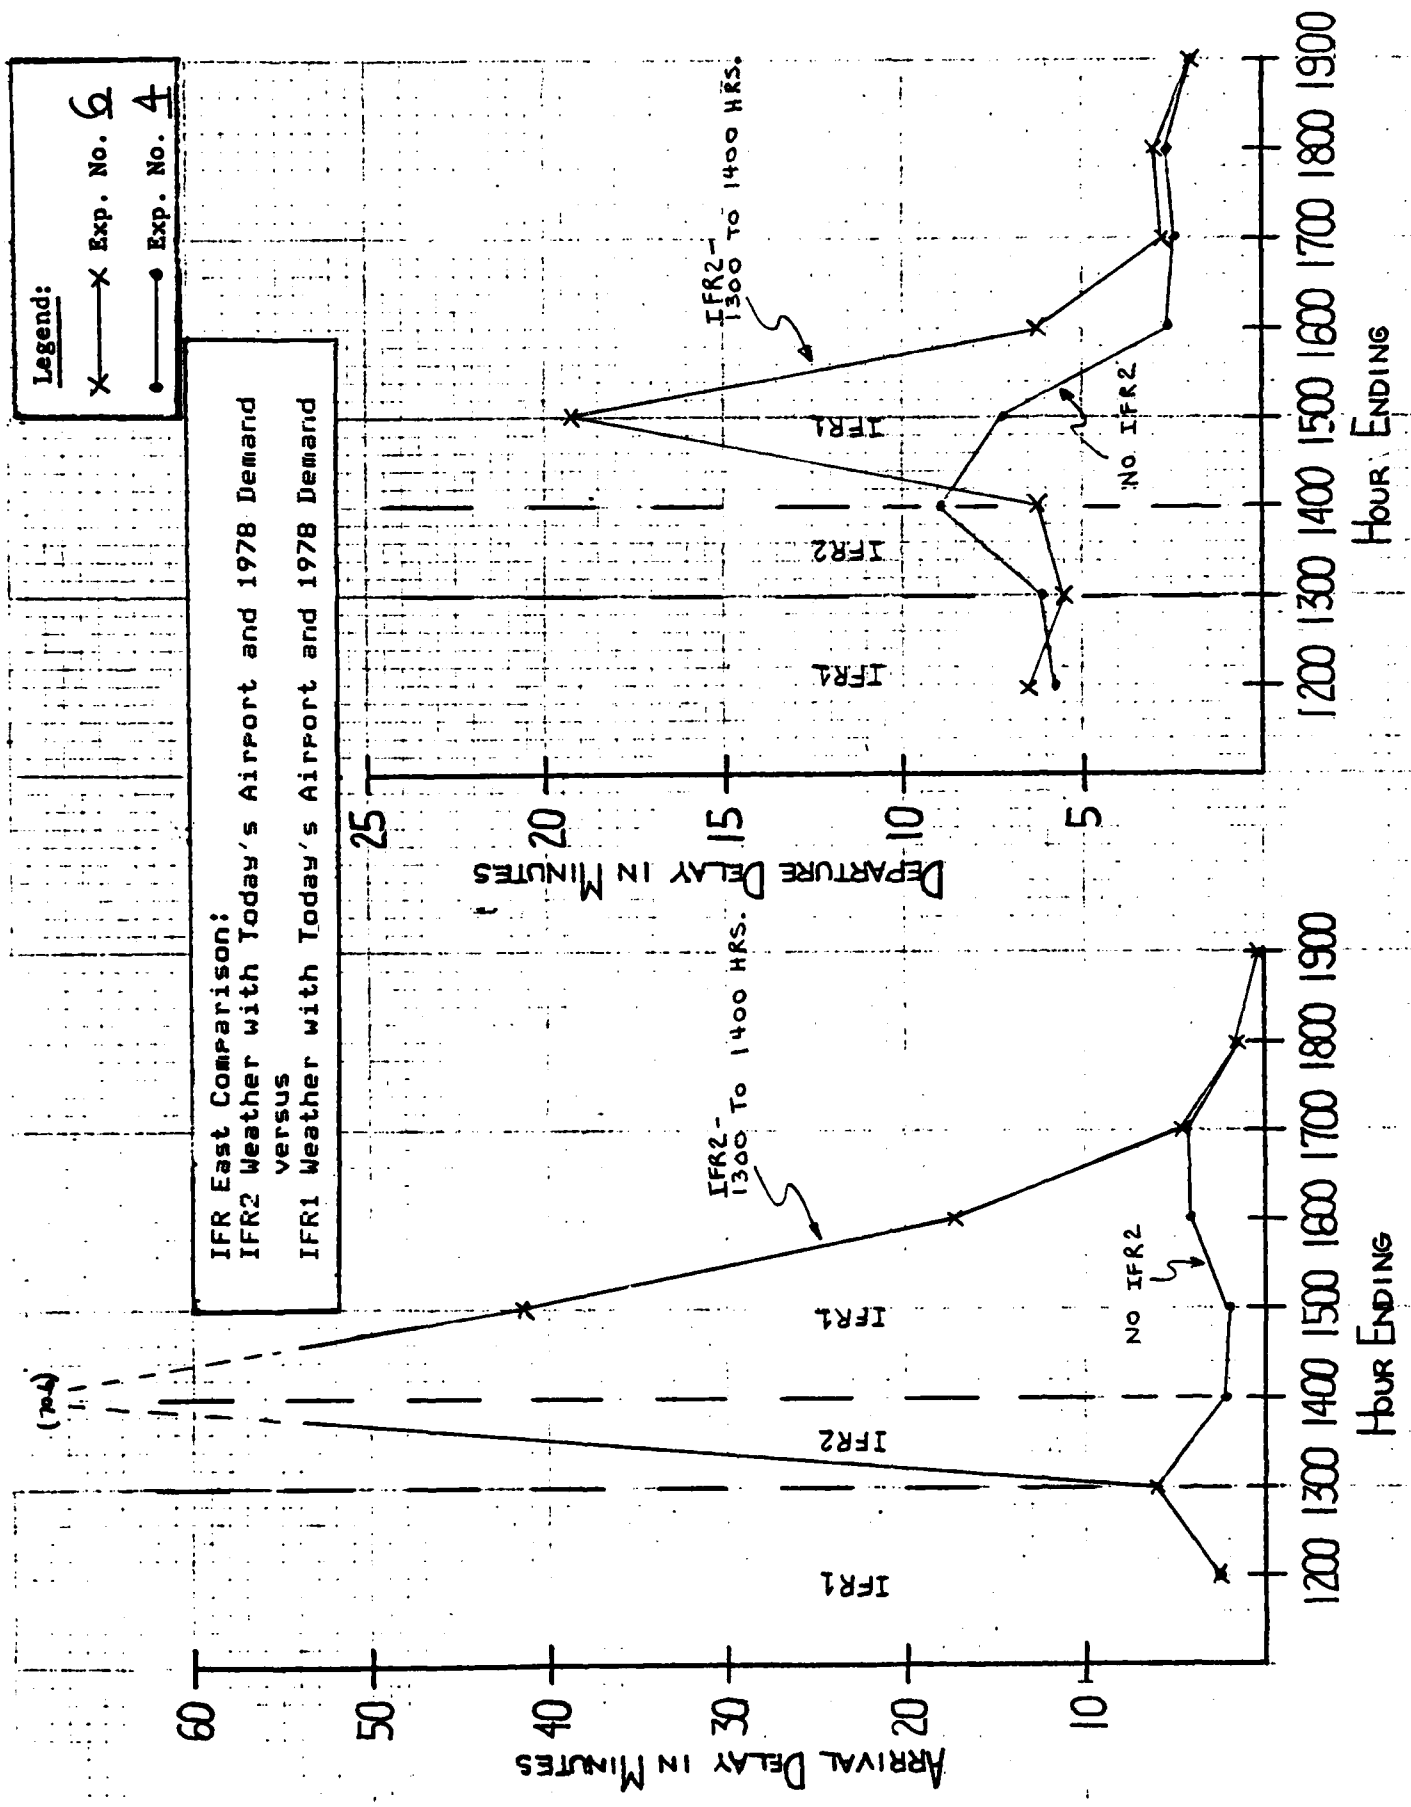 Legend:
Exp. No. 6
Exp. No. 4
IFR East Comparison:
IFR2 Weather with Today's Airport and 1978 Demand
versus
IFR1 Weather with Today's Airport and 1978 Demand
ARRIVAL DELAY IN MINUTES
60
50
40
30
20
10
(70.6)
IFR1
IFR2
IFR1
IFR2-
1300 TO 1400 HRS.
NO IFR2
1200 1300 1400 1500 1600 1700 1800 1900
HOUR ENDING
DEPARTURE DELAY IN MINUTES
25
20
15
10
5
IFR1
IFR2
IFR1
IFR2-
1300 TO 1400 HRS.
NO IFR2
1200 1300 1400 1500 1600 1700 1800 1900
HOUR ENDING